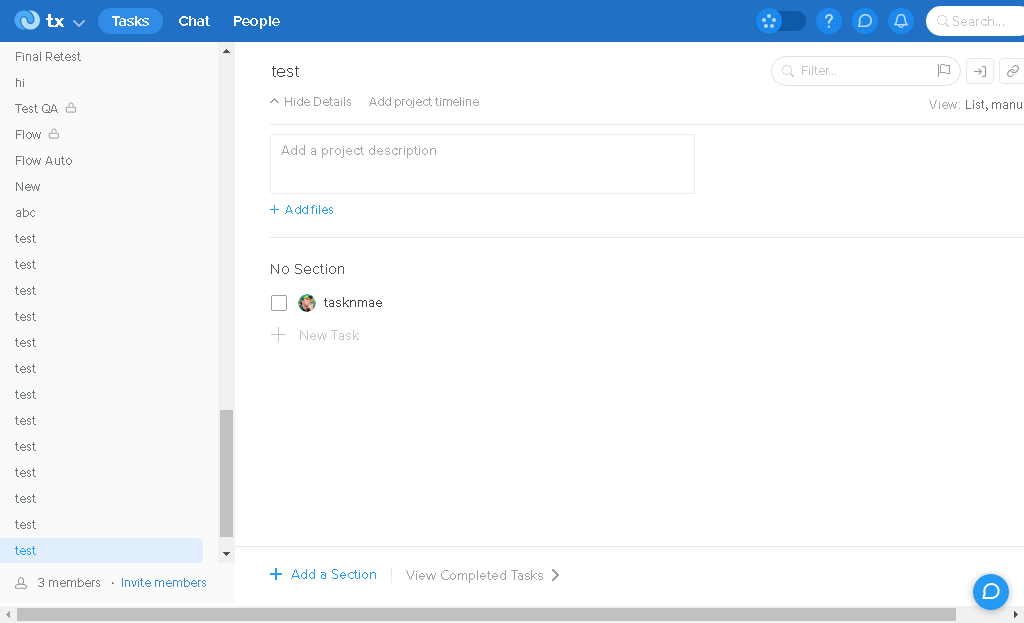 tx Tasks Chat People ? Search...
Final Retest
hi
Test QA
Flow
Flow Auto
New
abc
test
test
test
test
test
test
test
test
test
test
test
test
test
3 members · Invite members
test
Filter...
Hide Details Add project timeline
View: List, manu
Add a project description
+ Add files
No Section
tasknmae
New Task
+ Add a Section
View Completed Tasks